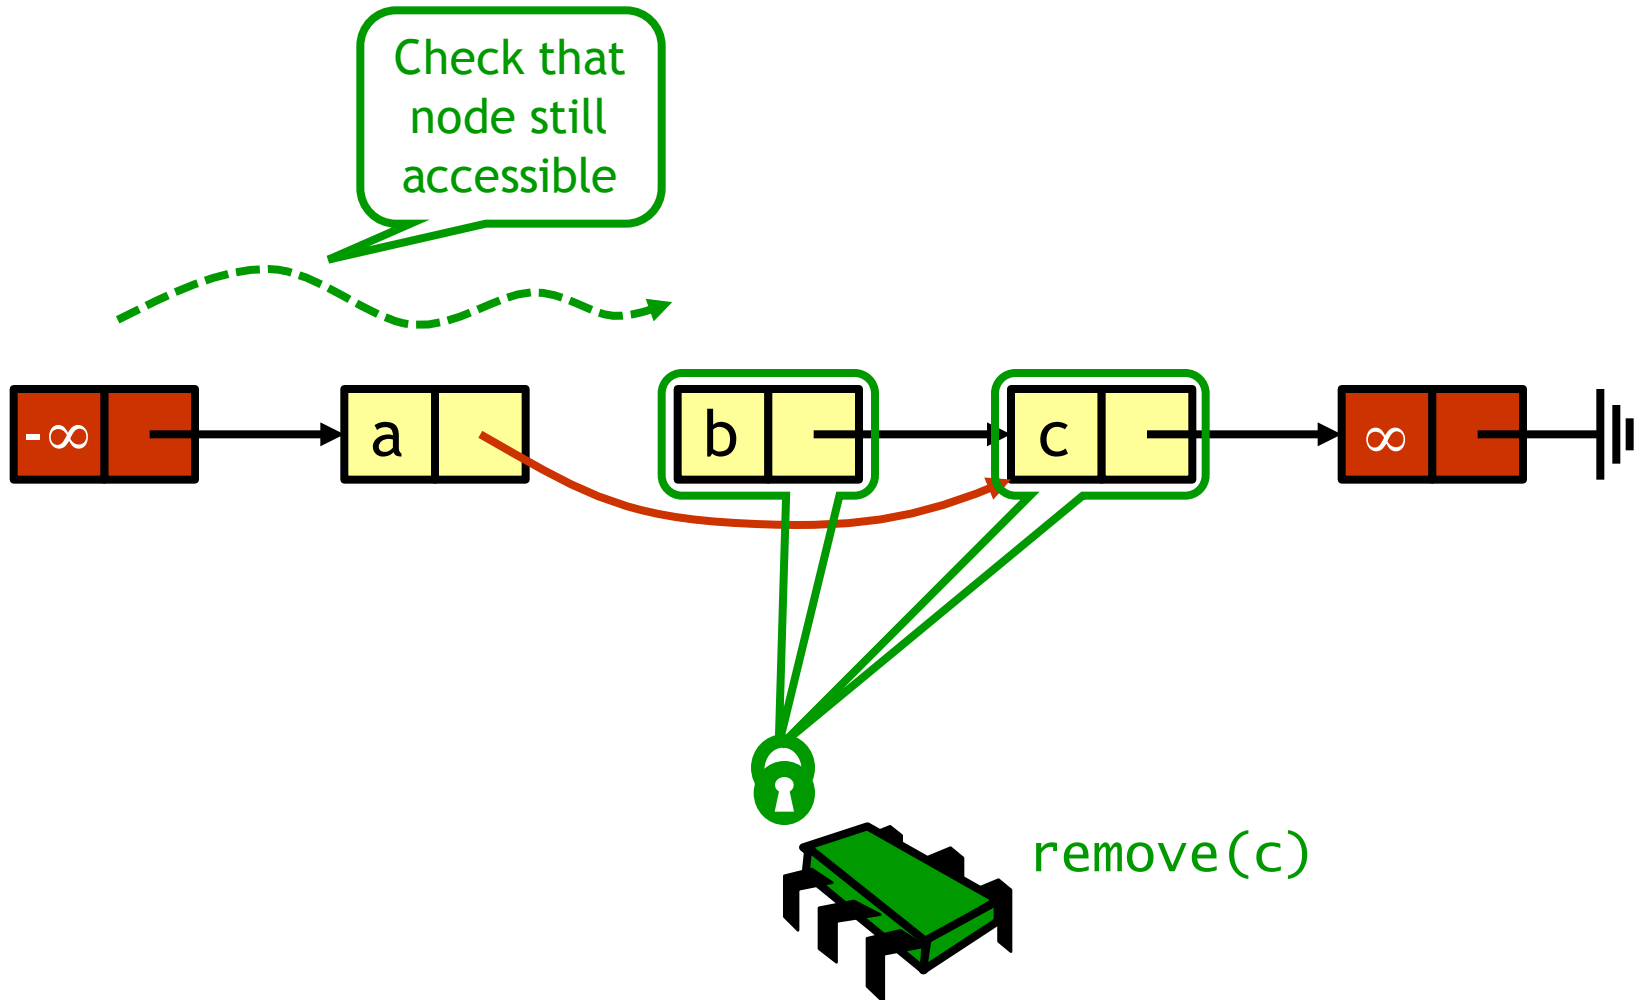 Check that
node still
accessible
-∞ a b c ∞
remove(c)